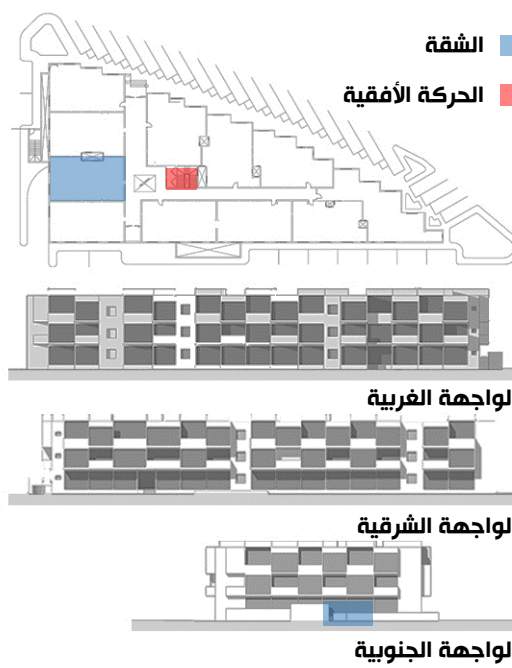 الشقة
الحركة الأفقية
لواجهة الغربية
لواجهة الشرقية
لواجهة الجنوبية